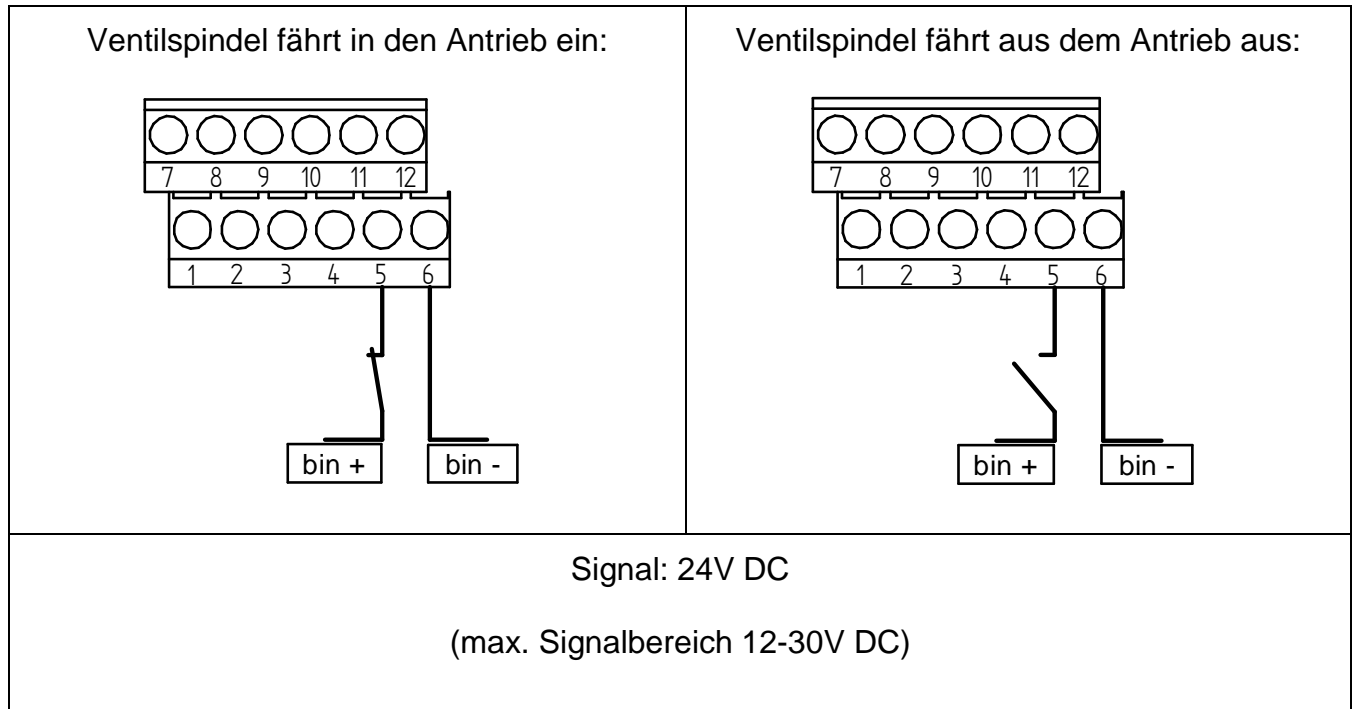 Ventilspindel fährt in den Antrieb ein:
7 8 9 10 11 12
1 2 3 4 5 6
bin + bin -
Ventilspindel fährt aus dem Antrieb aus:
7 8 9 10 11 12
1 2 3 4 5 6
bin + bin -
Signal: 24V DC
(max. Signalbereich 12-30V DC)